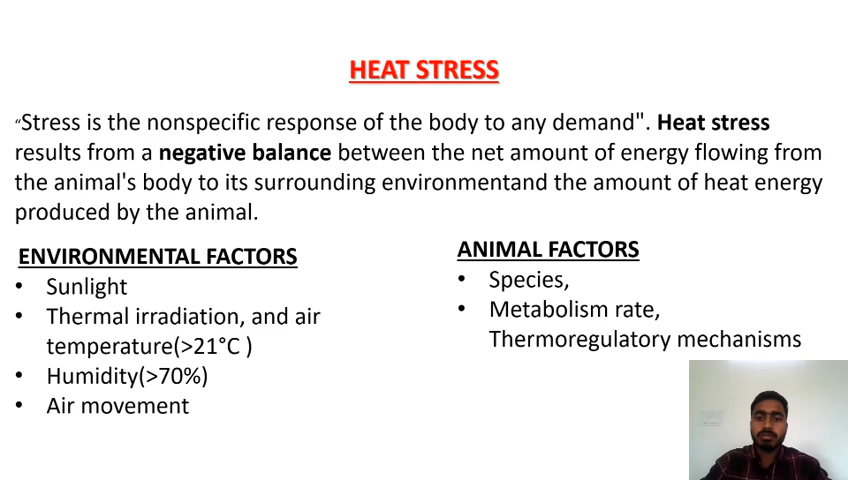 HEAT STRESS
“Stress is the nonspecific response of the body to any demand". Heat stress
results from a negative balance between the net amount of energy flowing from
the animal's body to its surrounding environmentand the amount of heat energy
produced by the animal.
ENVIRONMENTAL FACTORS
• Sunlight
• Thermal irradiation, and air
temperature(>21°C )
• Humidity(>70%)
• Air movement
ANIMAL FACTORS
• Species,
• Metabolism rate,
Thermoregulatory mechanisms